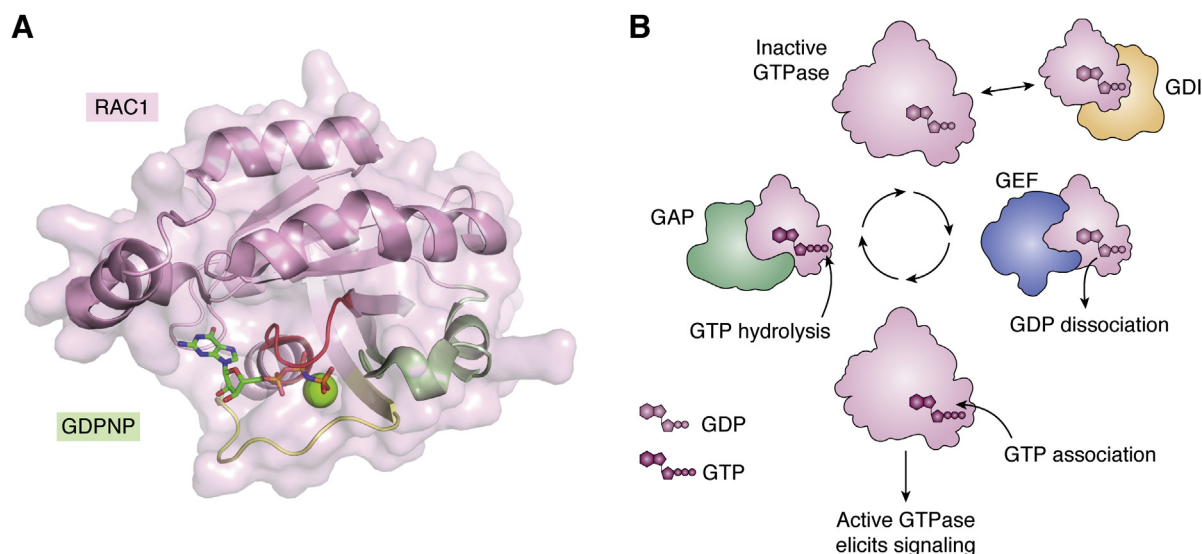 A
RAC1
GDPNP
B
Inactive
GTPase
GDI
GAP
GEF
GTP hydrolysis
GDP dissociation
GDP
GTP
GTP association
Active GTPase
elicits signaling